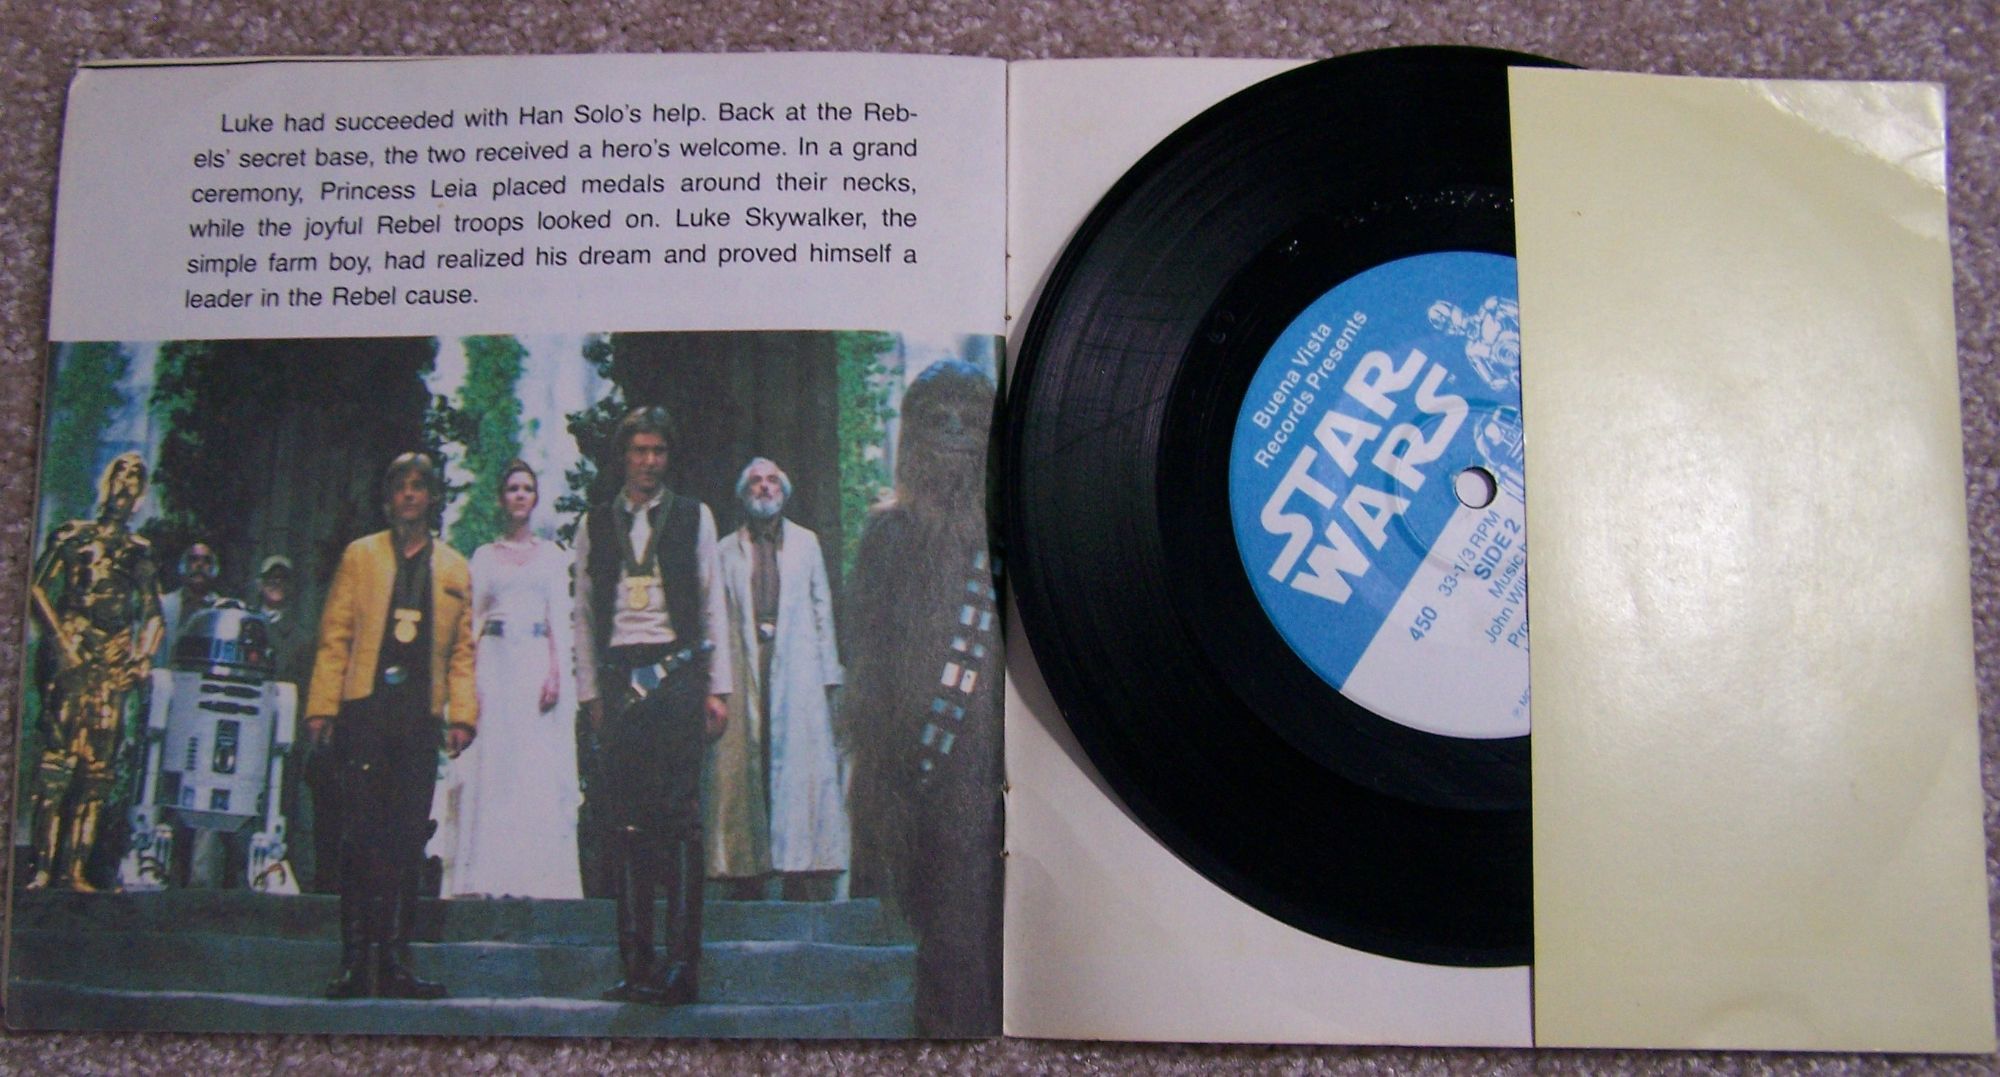 Luke had succeeded with Han Solo's help. Back at the Reb-
els' secret base, the two received a hero's welcome. In a grand
ceremony, Princess Leia placed medals around their necks,
while the joyful Rebel troops looked on. Luke Skywalker, the
simple farm boy, had realized his dream and proved himself a
leader in the Rebel cause.
Buena Vista
Records Presents
STAR
WARS
TM
450 33-1/3 RPM
SIDE 2
Music
John